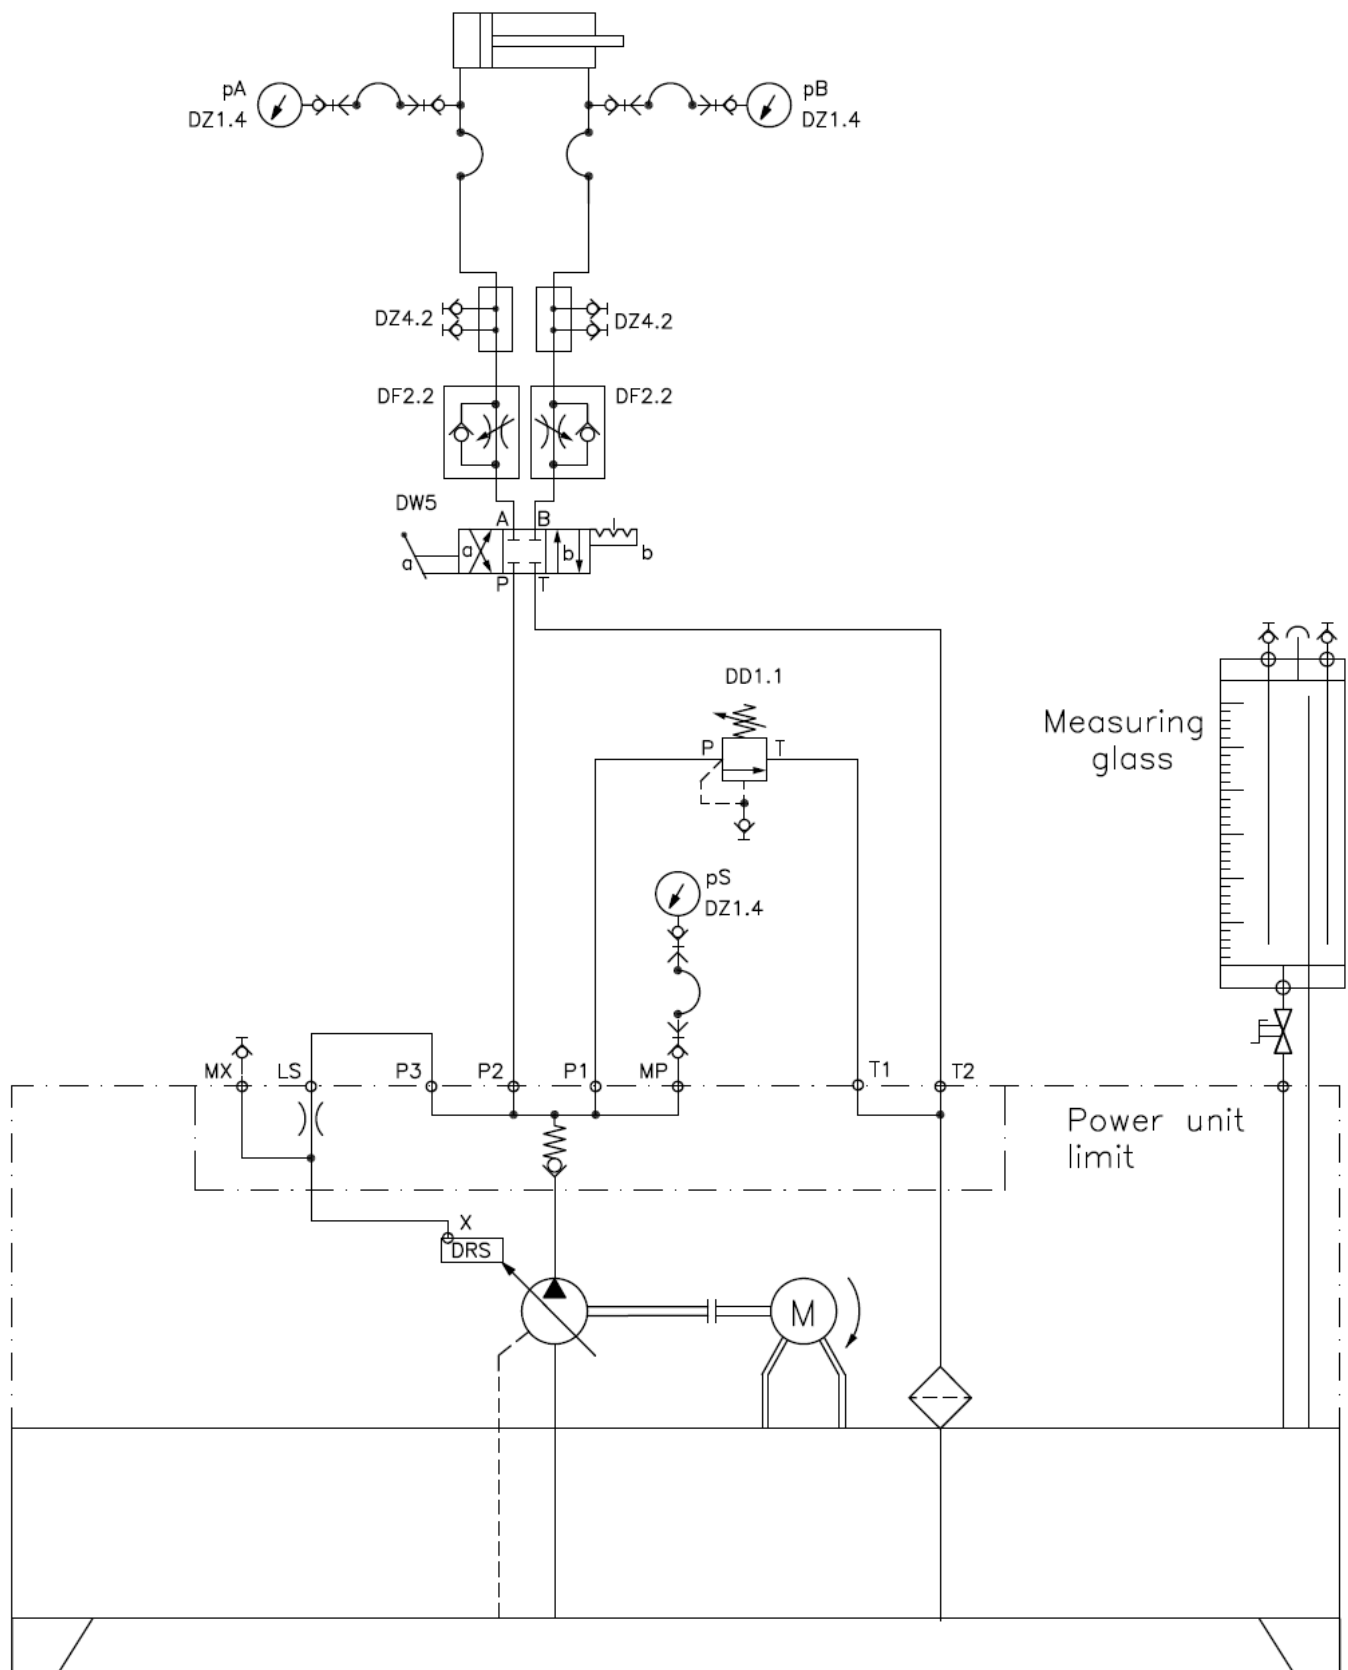 pA
DZ1.4
pB
DZ1.4
DZ4.2
DZ4.2
DF2.2
DF2.2
DW5
A B
a
a
b
b
P T
DD1.1
P T
Measuring
glass
pS
DZ1.4
MX LS P3 P2 P1 MP T1 T2
Power unit
limit
X
DRS
M